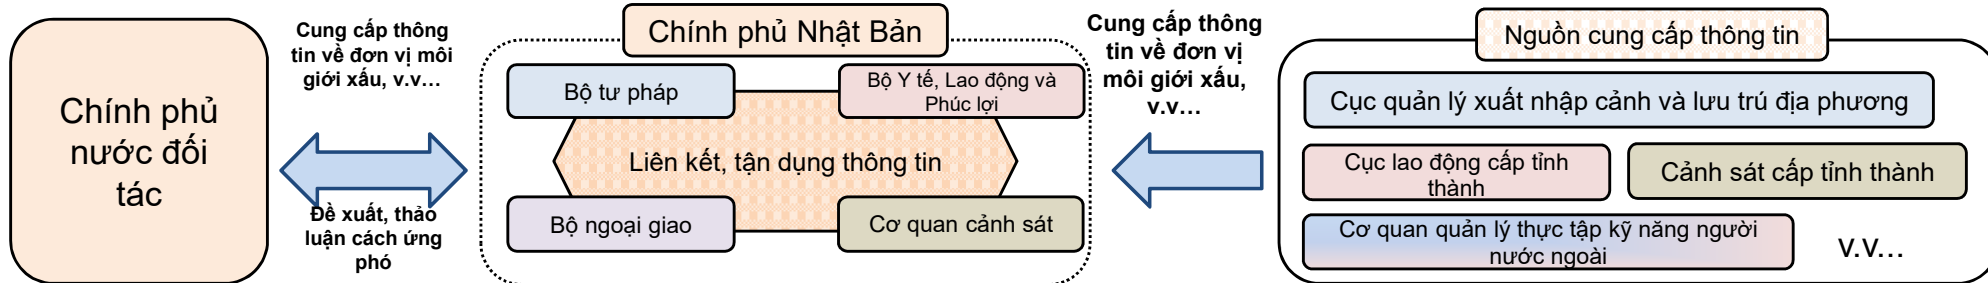 Chính phủ
nước đối
tác
Cung cấp thông
tin về đơn vị môi
giới xấu, v.v…
Đề xuất, thảo
luận cách ứng
phó
Chính phủ Nhật Bản
Bộ tư pháp
Bộ Y tế, Lao động và
Phúc lợi
Liên kết, tận dụng thông tin
Bộ ngoại giao
Cơ quan cảnh sát
Cung cấp thông
tin về đơn vị
môi giới xấu,
v.v…
Nguồn cung cấp thông tin
Cục quản lý xuất nhập cảnh và lưu trú địa phương
Cục lao động cấp tỉnh
thành
Cảnh sát cấp tỉnh thành
Cơ quan quản lý thực tập kỹ năng người
nước ngoài
v.v…